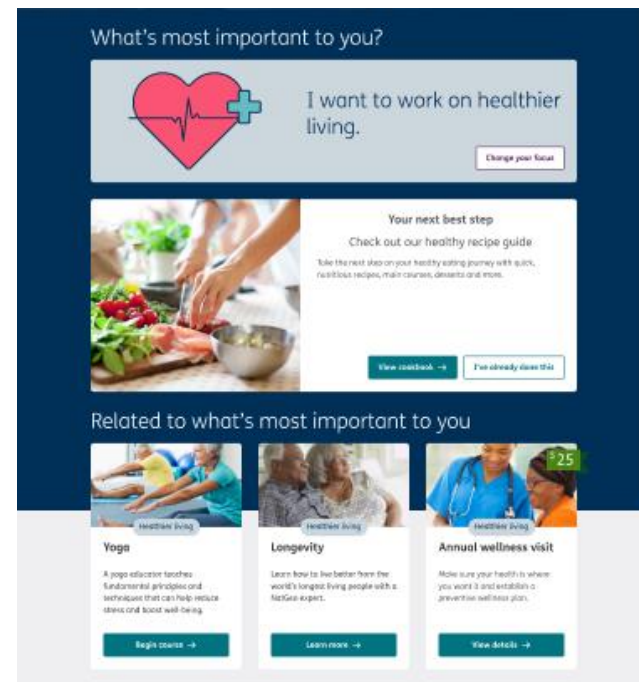 What's most important to you?
I want to work on healthier
living.
Change your focus
Your next best step
Check out our healthy recipe guide
Take the next step on your healthy eating journey with quick,
nutritious recipes, main courses, desserts and more.
View cookbook →
I've already done this
Related to what's most important to you
$25
Healthier living
Healthier living
Healthier living
Yoga
A yoga educator teaches
fundamental principles and
techniques that can help reduce
stress and boost well-being.
Begin course →
Longevity
Learn how to live better from the
world's longest living people with a
NatGeo expert.
Learn more →
Annual wellness visit
Make sure your health is where
you want it and establish a
preventive wellness plan.
View details →